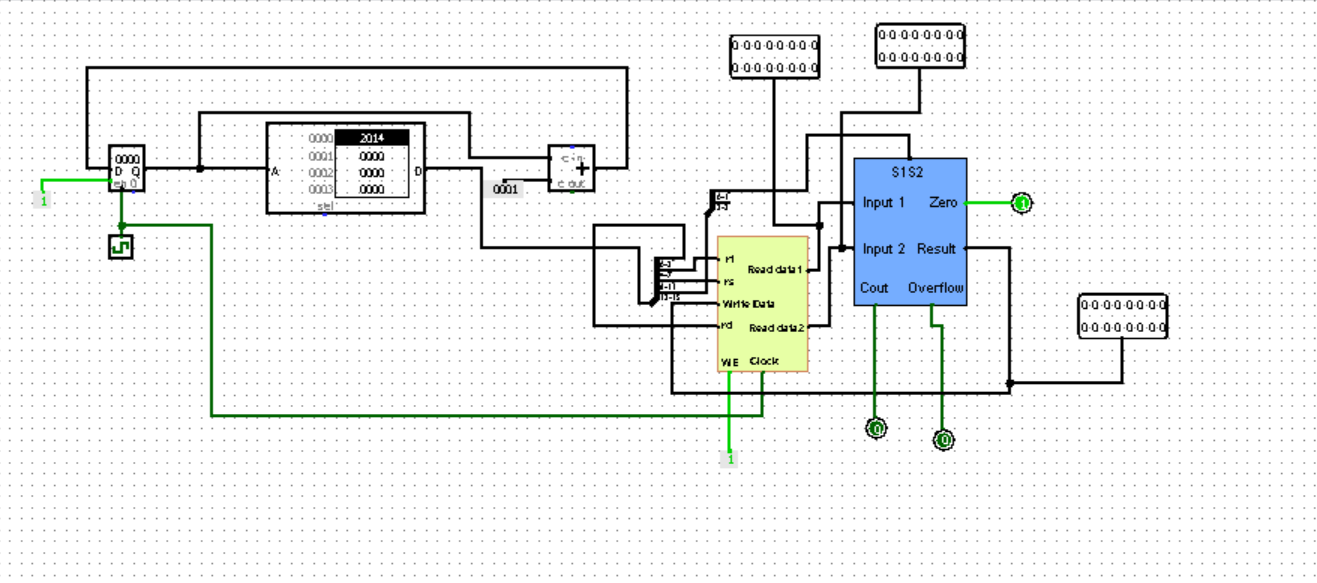 0 0 0 0 0 0 0 0
0 0 0 0 0 0 0 0
0 0 0 0 0 0 0 0
0 0 0 0 0 0 0 0
0000
D Q
en 0
1
A
0000 2014
0001 0000
0002 0000
0003 0000
D
sel
c in
+
c out
0001
S1S2
Input 1 Zero
1
Input 2 Result
Cout Overflow
rt
Read data1
rs
Write Data
rd
Read data2
WE Clock
12-15
0 0 0 0 0 0 0 0
0 0 0 0 0 0 0 0
0
0
1